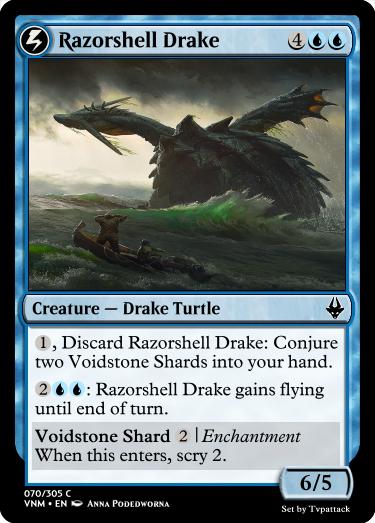 Razorshell Drake 4
Creature — Drake Turtle
1, Discard Razorshell Drake: Conjure
two Voidstone Shards into your hand.
2: Razorshell Drake gains flying
until end of turn.
Voidstone Shard 2 | Enchantment
When this enters, scry 2.
6/5
070/305 C
VNM • EN Anna Podedworna
Set by Tvpattack